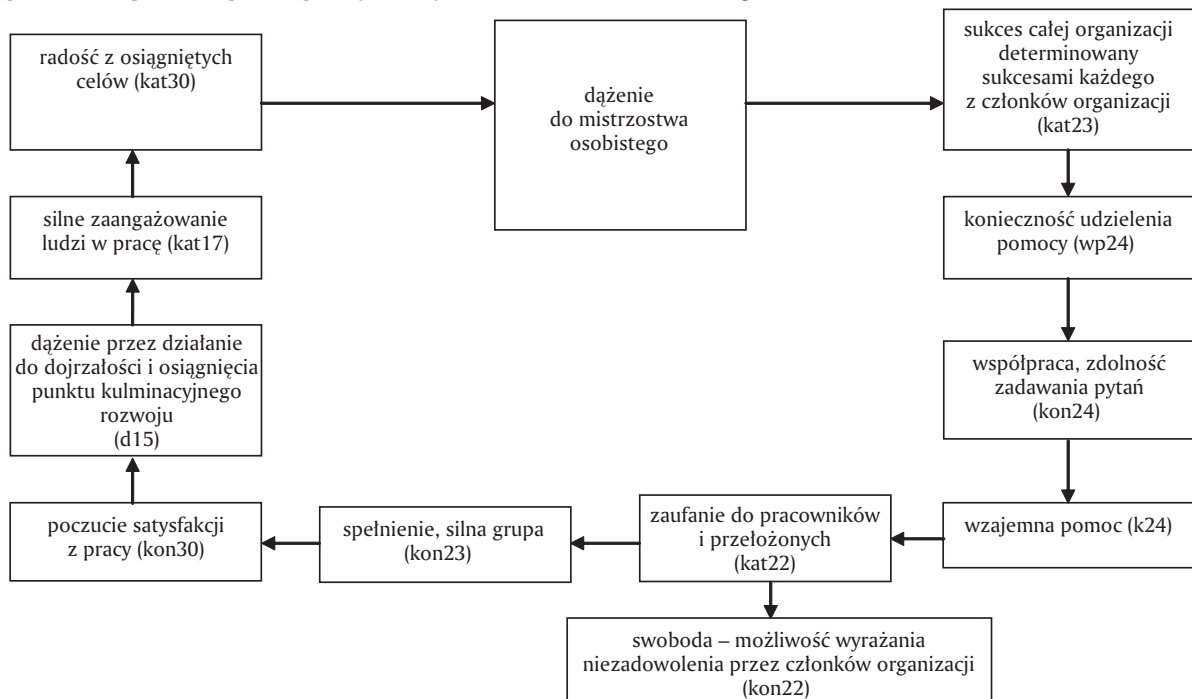 radość z osiągniętych
celów (kat30)
dążenie
do mistrzostwa
osobistego
sukces całej organizacji
determinowany
sukcesami każdego
z członków organizacji
(kat23)
silne zaangażowanie
ludzi w pracę (kat17)
konieczność udzielenia
pomocy (wp24)
dążenie przez działanie
do dojrzałości i osiągnięcia
punktu kulminacyjnego
rozwoju
(d15)
współpraca, zdolność
zadawania pytań
(kon24)
poczucie satysfakcji
z pracy (kon30)
spełnienie, silna grupa
(kon23)
zaufanie do pracowników
i przełożonych
(kat22)
wzajemna pomoc (k24)
swoboda – możliwość wyrażania
niezadowolenia przez członków organizacji
(kon22)